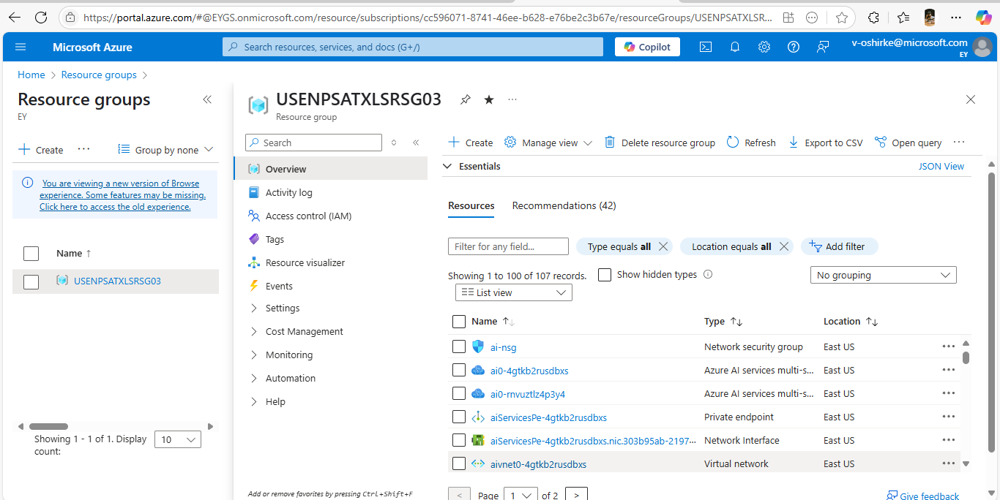 https://portal.azure.com/#@EYGS.onmicrosoft.com/resource/subscriptions/cc596071-8741-46ee-b628-e76be2c3b67e/resourceGroups/USENPSATXLSR...
Microsoft Azure
Search resources, services, and docs (G+/)
Copilot
v-oshirke@microsoft.com
EY
Home > Resource groups >
Resource groups
EY
Create
Group by none
You are viewing a new version of Browse
experience. Some features may be missing.
Click here to access the old experience.
Name ↑
USENPSATXLSRSG03
Showing 1 - 1 of 1. Display
count:
10
USENPSATXLSRSG03
Resource group
Search
Overview
Activity log
Access control (IAM)
Tags
Resource visualizer
Events
Settings
Cost Management
Monitoring
Automation
Help
Add or remove favorites by pressing Ctrl+Shift+F
Create
Manage view
Delete resource group
Refresh
Export to CSV
Open query
Essentials
JSON View
Resources
Recommendations (42)
Filter for any field...
Type equals all
Location equals all
Add filter
Showing 1 to 100 of 107 records.
Show hidden types
No grouping
List view
Name ↑↓ Type ↑↓ Location ↑↓
ai-nsg Network security group East US
ai0-4gtkb2rusdbxs Azure AI services multi-s... East US
ai0-rnvuztlz4p3y4 Azure AI services multi-s... East US
aiServicesPe-4gtkb2rusdbxs Private endpoint East US
aiServicesPe-4gtkb2rusdbxs.nic.303b95ab-2197-... Network Interface East US
aivnet0-4gtkb2rusdbxs Virtual network East US
< Page 1 of 2 >
Give feedback